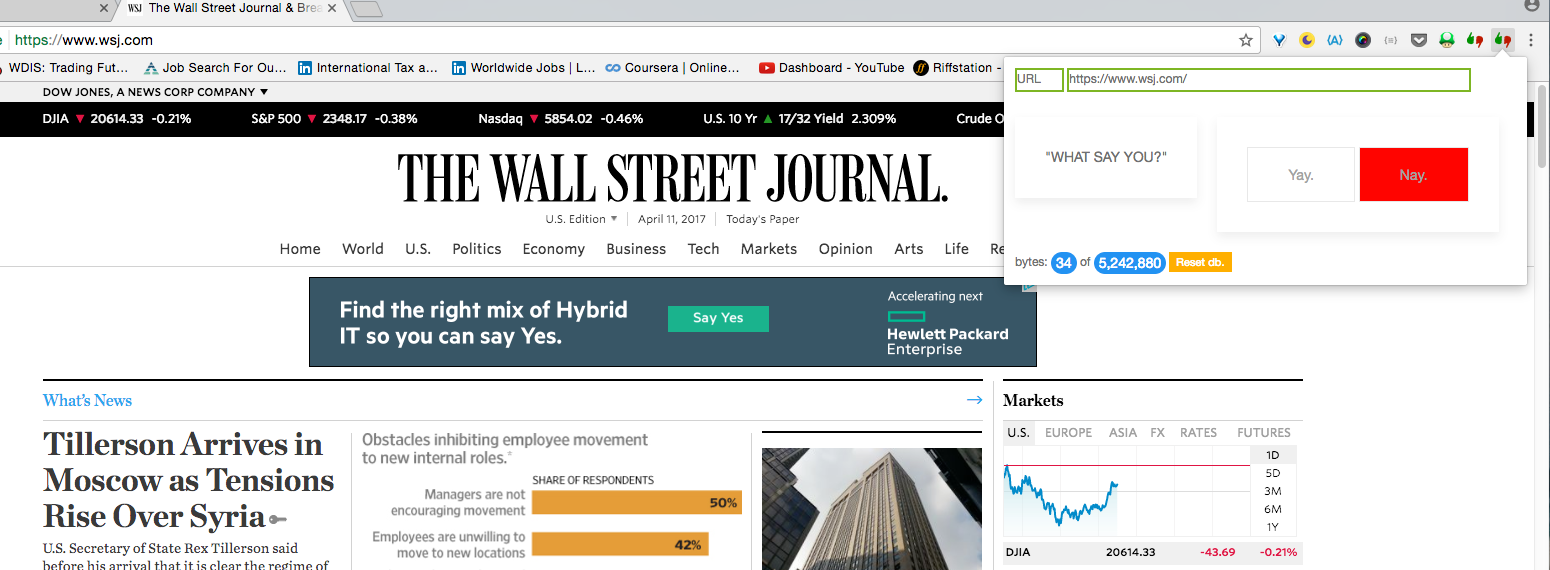 WSJ The Wall Street Journal & Brea
https://www.wsj.com
WDIS: Trading Fut... Job Search For Ou... International Tax a... Worldwide Jobs | L... Coursera | Online... Dashboard - YouTube Riffstation -
URL https://www.wsj.com/
"WHAT SAY YOU?" Yay. Nay.
bytes: 34 of 5,242,880 Reset db.
DOW JONES, A NEWS CORP COMPANY
DJIA 20614.33 -0.21% S&P 500 2348.17 -0.38% Nasdaq 5854.02 -0.46% U.S. 10 Yr 17/32 Yield 2.309% Crude O
THE WALL STREET JOURNAL.
U.S. Edition April 11, 2017 Today's Paper
Home World U.S. Politics Economy Business Tech Markets Opinion Arts Life Re
Find the right mix of Hybrid
IT so you can say Yes.
Say Yes
Accelerating next
Hewlett Packard
Enterprise
What's News
Tillerson Arrives in
Moscow as Tensions
Rise Over Syria
U.S. Secretary of State Rex Tillerson said
before his arrival that it is clear the regime of
Obstacles inhibiting employee movement
to new internal roles.*
SHARE OF RESPONDENTS
Managers are not
encouraging movement 50%
Employees are unwilling to
move to new locations 42%
Markets
U.S. EUROPE ASIA FX RATES FUTURES
1D
5D
3M
6M
1Y
DJIA 20614.33 -43.69 -0.21%